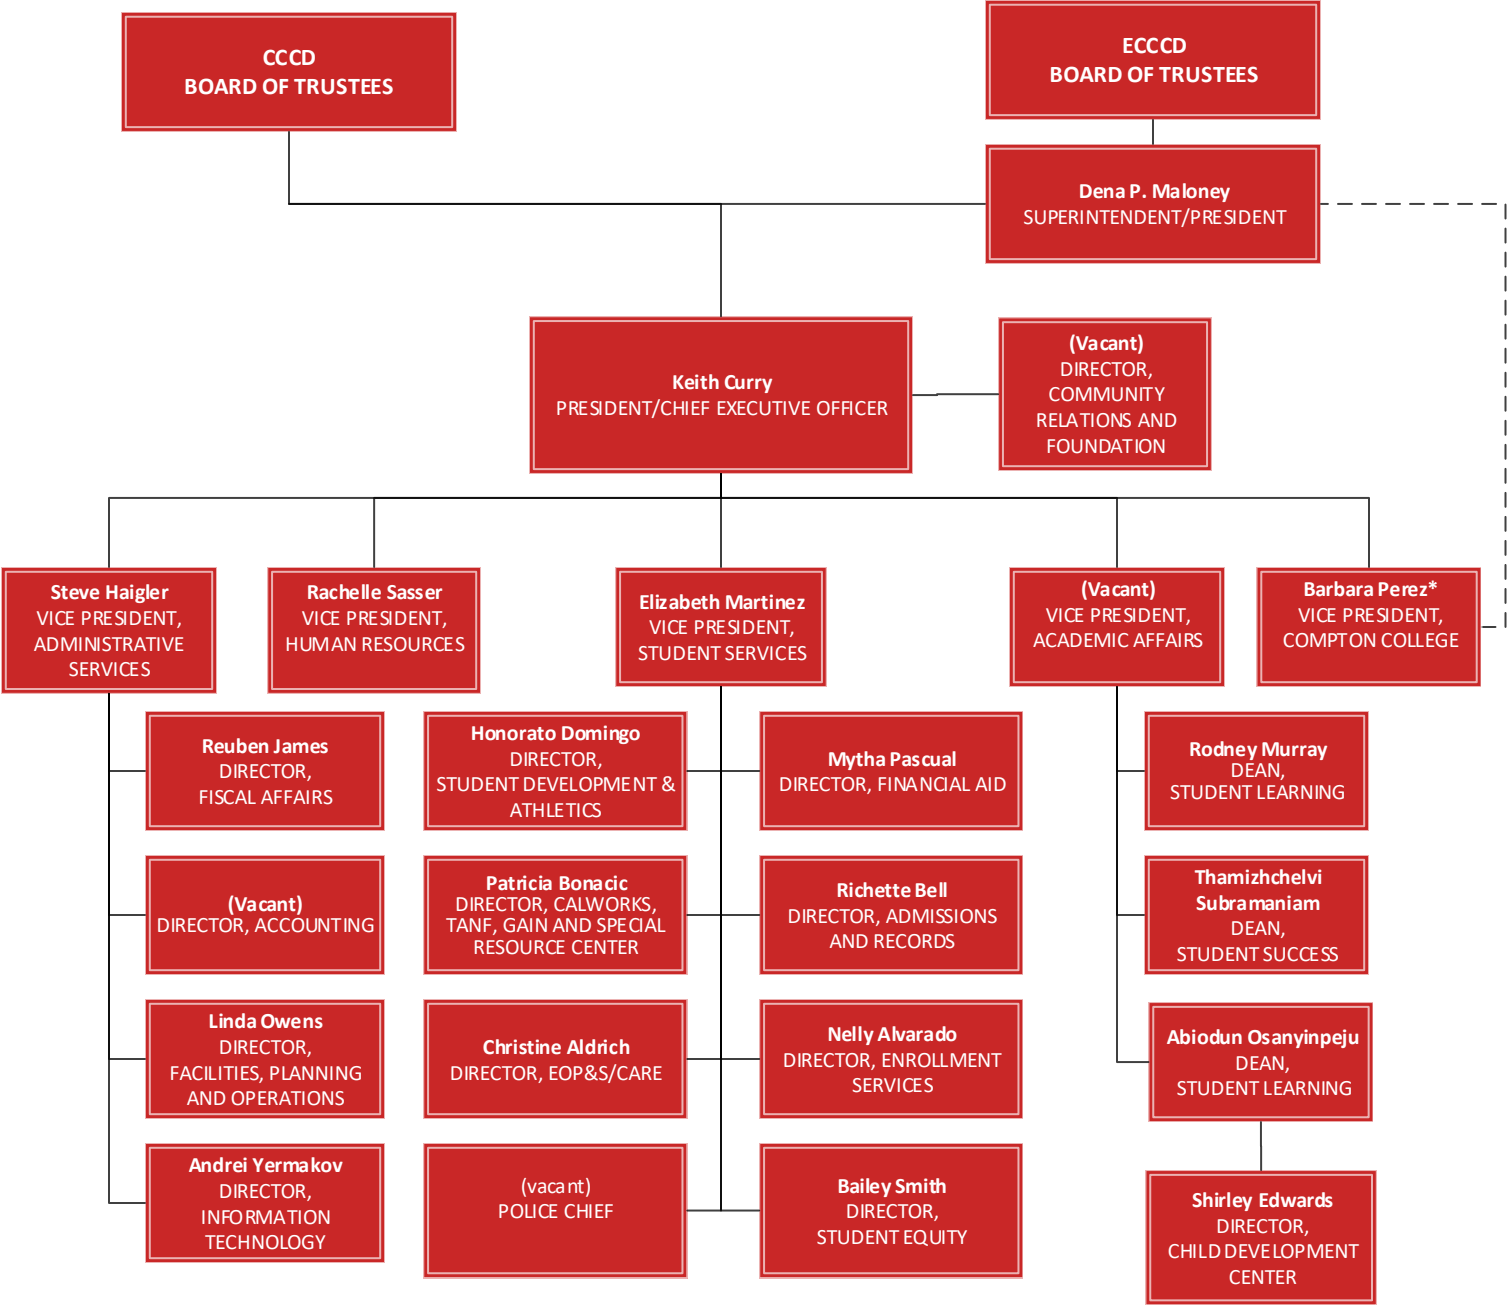 CCCD
BOARD OF TRUSTEES
ECCCD
BOARD OF TRUSTEES
Dena P. Maloney
SUPERINTENDENT/PRESIDENT
Keith Curry
PRESIDENT/CHIEF EXECUTIVE OFFICER
(Vacant)
DIRECTOR,
COMMUNITY
RELATIONS AND
FOUNDATION
Steve Haigler
VICE PRESIDENT,
ADMINISTRATIVE
SERVICES
Rachelle Sasser
VICE PRESIDENT,
HUMAN RESOURCES
Elizabeth Martinez
VICE PRESIDENT,
STUDENT SERVICES
(Vacant)
VICE PRESIDENT,
ACADEMIC AFFAIRS
Barbara Perez*
VICE PRESIDENT,
COMPTON COLLEGE
Reuben James
DIRECTOR,
FISCAL AFFAIRS
Honorato Domingo
DIRECTOR,
STUDENT DEVELOPMENT &
ATHLETICS
Mytha Pascual
DIRECTOR, FINANCIAL AID
Rodney Murray
DEAN,
STUDENT LEARNING
(Vacant)
DIRECTOR, ACCOUNTING
Patricia Bonacic
DIRECTOR, CALWORKS,
TANF, GAIN AND SPECIAL
RESOURCE CENTER
Richette Bell
DIRECTOR, ADMISSIONS
AND RECORDS
Thamizhchelvi
Subramaniam
DEAN,
STUDENT SUCCESS
Linda Owens
DIRECTOR,
FACILITIES, PLANNING
AND OPERATIONS
Christine Aldrich
DIRECTOR, EOP&S/CARE
Nelly Alvarado
DIRECTOR, ENROLLMENT
SERVICES
Abiodun Osanyinpeju
DEAN,
STUDENT LEARNING
Andrei Yermakov
DIRECTOR,
INFORMATION
TECHNOLOGY
(vacant)
POLICE CHIEF
Bailey Smith
DIRECTOR,
STUDENT EQUITY
Shirley Edwards
DIRECTOR,
CHILD DEVELOPMENT
CENTER